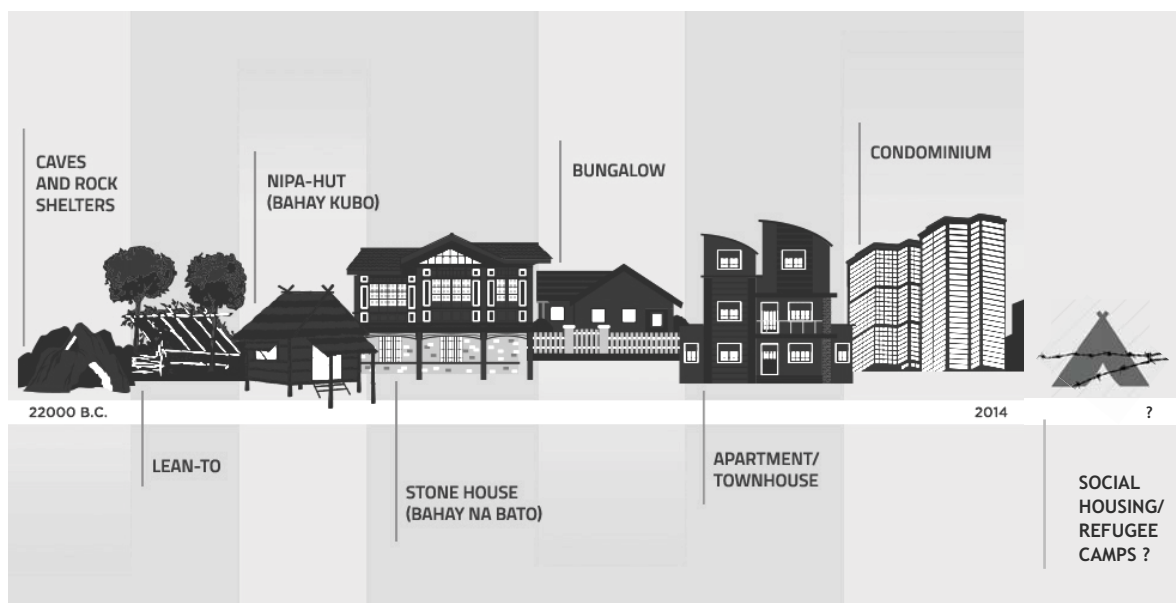 CAVES
AND ROCK
SHELTERS
NIPA-HUT
(BAHAY KUBO)
BUNGALOW
CONDOMINIUM
22000 B.C.
2014
?
LEAN-TO
STONE HOUSE
(BAHAY NA BATO)
APARTMENT/
TOWNHOUSE
SOCIAL
HOUSING/
REFUGEE
CAMPS ?